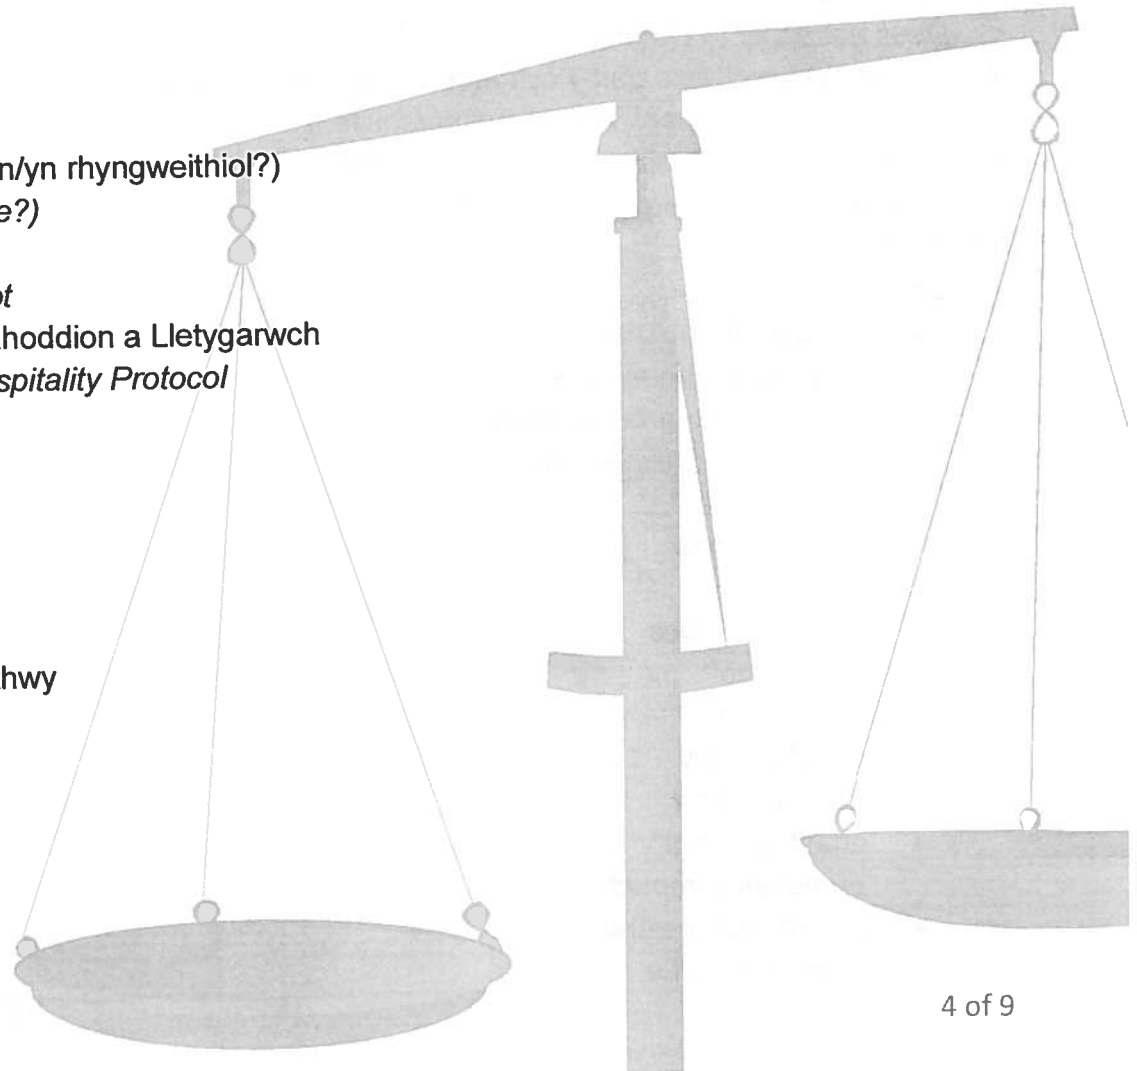 n/yn rhyngweithiol?)
e?)
ot
hoddion a Lletygarwch
spitality Protocol
hwy
4 of 9